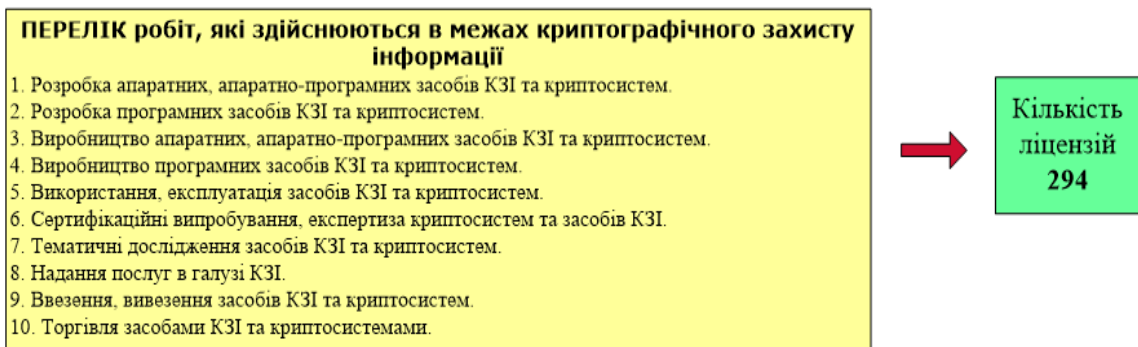 ПЕРЕЛІК робіт, які здійснюються в межах криптографічного захисту
інформації
1. Розробка апаратних, апаратно-програмних засобів КЗІ та криптосистем.
2. Розробка програмних засобів КЗІ та криптосистем.
3. Виробництво апаратних, апаратно-програмних засобів КЗІ та криптосистем.
4. Виробництво програмних засобів КЗІ та криптосистем.
5. Використання, експлуатація засобів КЗІ та криптосистем.
6. Сертифікаційні випробування, експертиза криптосистем та засобів КЗІ.
7. Тематичні дослідження засобів КЗІ та криптосистем.
8. Надання послуг в галузі КЗІ.
9. Ввезення, вивезення засобів КЗІ та криптосистем.
10. Торгівля засобами КЗІ та криптосистемами.
Кількість
ліцензій
294